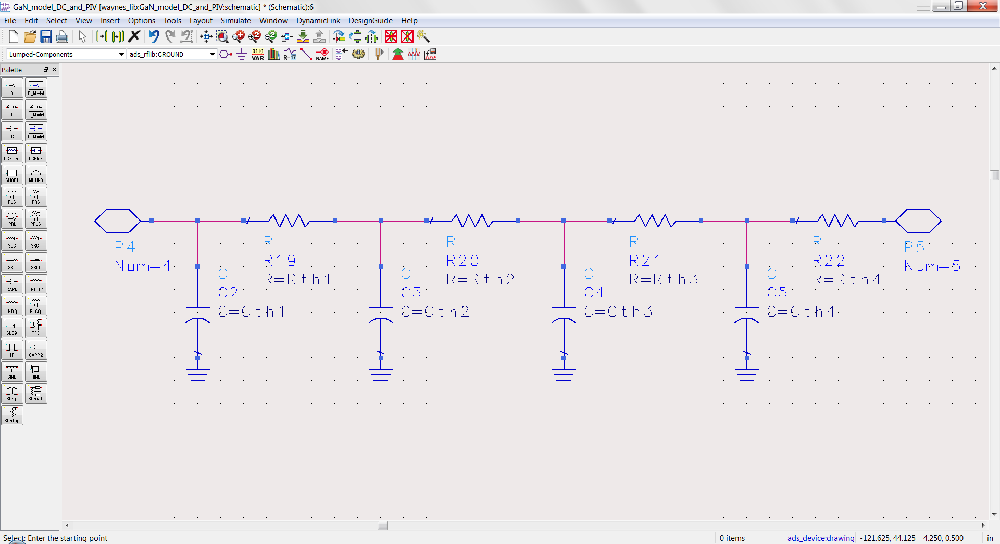 GaN_model_DC_and_PIV [waynes_lib:GaN_model_DC_and_PIV:schematic] * (Schematic):6
File Edit Select View Insert Options Tools Layout Simulate Window DynamicLink DesignGuide Help
Lumped-Components ads_rflib:GROUND 0110 VAR R=17 NAME
Palette
R R_Model
L L_Model
C C_Model
DCFeed DCBlck
SHORT MUTIND
PLC PRC
PRL PRLC
SLC SRC
SRL SRLC
CAPQ INDQ2
INDQ PLCQ
SLCQ TF3
TF CAPP2
CIND RIND
Xferp Xferuth
Xfertap
P4
Num=4
C
C2
C=Cth1
R
R19
R=Rth1
C
C3
C=Cth2
R
R20
R=Rth2
C
C4
C=Cth3
R
R21
R=Rth3
C
C5
C=Cth4
R
R22
R=Rth4
P5
Num=5
Select: Enter the starting point 0 items ads_device:drawing -121.625, 44.125 4.250, 0.500 in